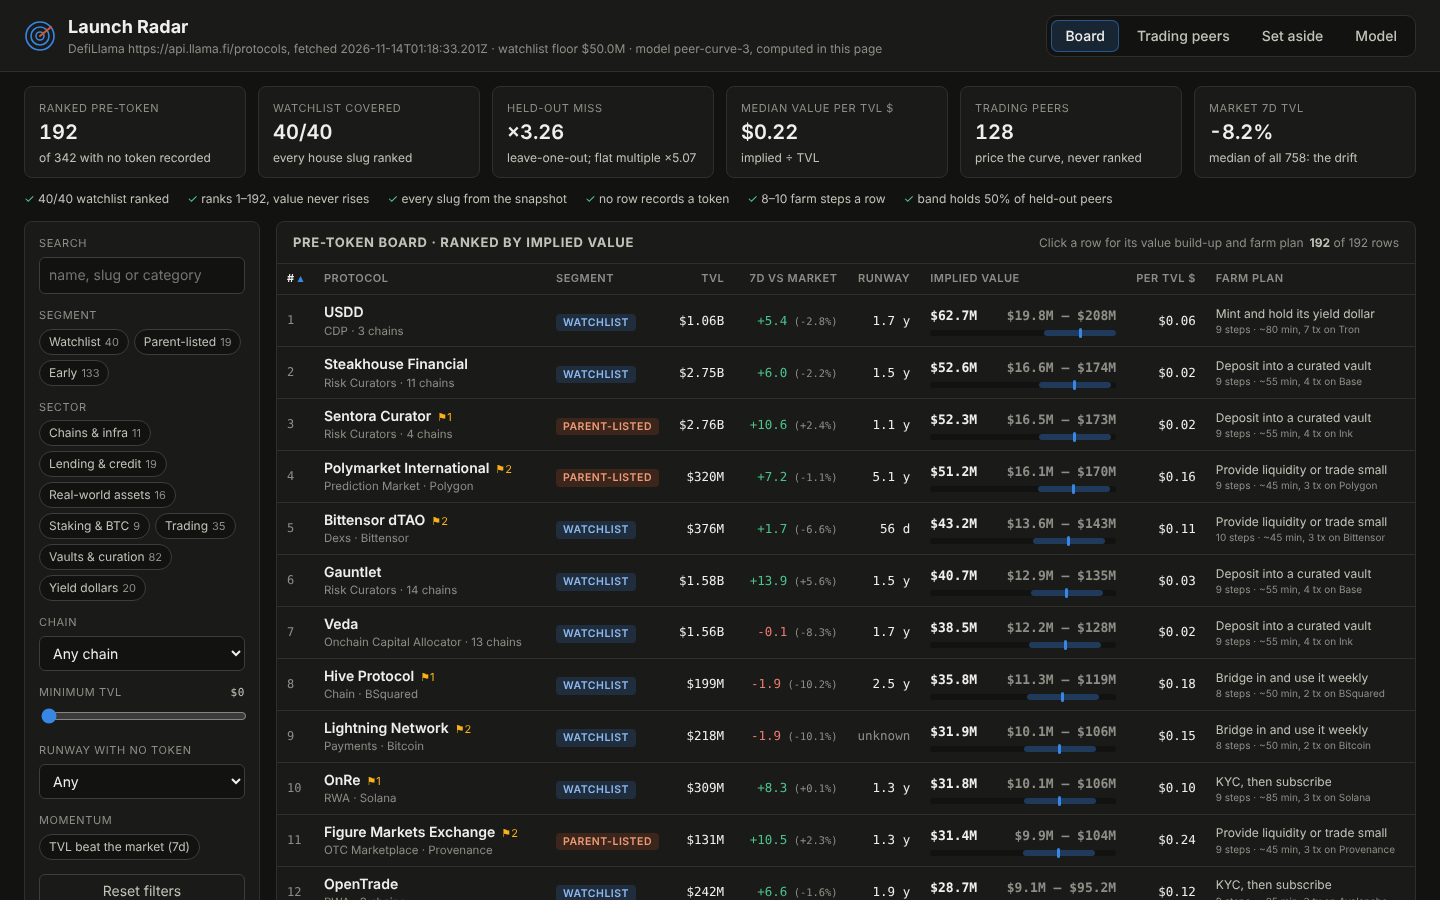 Launch Radar
DefiLlama https://api.llama.fi/protocols, fetched 2026-11-14T01:18:33.201Z · watchlist floor $50.0M · model peer-curve-3, computed in this page
Board Trading peers Set aside Model
RANKED PRE-TOKEN
192
of 342 with no token recorded
WATCHLIST COVERED
40/40
every house slug ranked
HELD-OUT MISS
×3.26
leave-one-out; flat multiple ×5.07
MEDIAN VALUE PER TVL $
$0.22
implied ÷ TVL
TRADING PEERS
128
price the curve, never ranked
MARKET 7D TVL
-8.2%
median of all 758: the drift
✓ 40/40 watchlist ranked ✓ ranks 1–192, value never rises ✓ every slug from the snapshot ✓ no row records a token ✓ 8–10 farm steps a row ✓ band holds 50% of held-out peers
SEARCH
name, slug or category
SEGMENT
Watchlist 40 Parent-listed 19
Early 133
SECTOR
Chains & infra 11
Lending & credit 19
Real-world assets 16
Staking & BTC 9 Trading 35
Vaults & curation 82
Yield dollars 20
CHAIN
Any chain
MINIMUM TVL $0
RUNWAY WITH NO TOKEN
Any
MOMENTUM
TVL beat the market (7d)
Reset filters
PRE-TOKEN BOARD · RANKED BY IMPLIED VALUE
Click a row for its value build-up and farm plan 192 of 192 rows
# ▲ PROTOCOL SEGMENT TVL 7D VS MARKET RUNWAY IMPLIED VALUE PER TVL $ FARM PLAN
1 USDD WATCHLIST $1.06B +5.4 (-2.8%) 1.7 y $62.7M $19.8M — $208M $0.06 Mint and hold its yield dollar
CDP · 3 chains 9 steps · ~80 min, 7 tx on Tron
2 Steakhouse Financial WATCHLIST $2.75B +6.0 (-2.2%) 1.5 y $52.6M $16.6M — $174M $0.02 Deposit into a curated vault
Risk Curators · 11 chains 9 steps · ~55 min, 4 tx on Base
3 Sentora Curator ⚑1 PARENT-LISTED $2.76B +10.6 (+2.4%) 1.1 y $52.3M $16.5M — $173M $0.02 Deposit into a curated vault
Risk Curators · 4 chains 9 steps · ~55 min, 4 tx on Ink
4 Polymarket International ⚑2 PARENT-LISTED $320M +7.2 (-1.1%) 5.1 y $51.2M $16.1M — $170M $0.16 Provide liquidity or trade small
Prediction Market · Polygon 9 steps · ~45 min, 3 tx on Polygon
5 Bittensor dTAO ⚑2 WATCHLIST $376M +1.7 (-6.6%) 56 d $43.2M $13.6M — $143M $0.11 Provide liquidity or trade small
Dexs · Bittensor 10 steps · ~45 min, 3 tx on Bittensor
6 Gauntlet WATCHLIST $1.58B +13.9 (+5.6%) 1.5 y $40.7M $12.9M — $135M $0.03 Deposit into a curated vault
Risk Curators · 14 chains 9 steps · ~55 min, 4 tx on Base
7 Veda WATCHLIST $1.56B -0.1 (-8.3%) 1.7 y $38.5M $12.2M — $128M $0.02 Deposit into a curated vault
Onchain Capital Allocator · 13 chains 9 steps · ~55 min, 4 tx on Ink
8 Hive Protocol ⚑1 WATCHLIST $199M -1.9 (-10.2%) 2.5 y $35.8M $11.3M — $119M $0.18 Bridge in and use it weekly
Chain · BSquared 8 steps · ~50 min, 2 tx on BSquared
9 Lightning Network ⚑2 WATCHLIST $218M -1.9 (-10.1%) unknown $31.9M $10.1M — $106M $0.15 Bridge in and use it weekly
Payments · Bitcoin 8 steps · ~50 min, 2 tx on Bitcoin
10 OnRe ⚑1 WATCHLIST $309M +8.3 (+0.1%) 1.3 y $31.8M $10.1M — $106M $0.10 KYC, then subscribe
RWA · Solana 9 steps · ~85 min, 3 tx on Solana
11 Figure Markets Exchange ⚑2 PARENT-LISTED $131M +10.5 (+2.3%) 1.3 y $31.4M $9.9M — $104M $0.24 Provide liquidity or trade small
OTC Marketplace · Provenance 9 steps · ~45 min, 3 tx on Provenance
12 OpenTrade WATCHLIST $242M +6.6 (-1.6%) 1.9 y $28.7M $9.1M — $95.2M $0.12 KYC, then subscribe